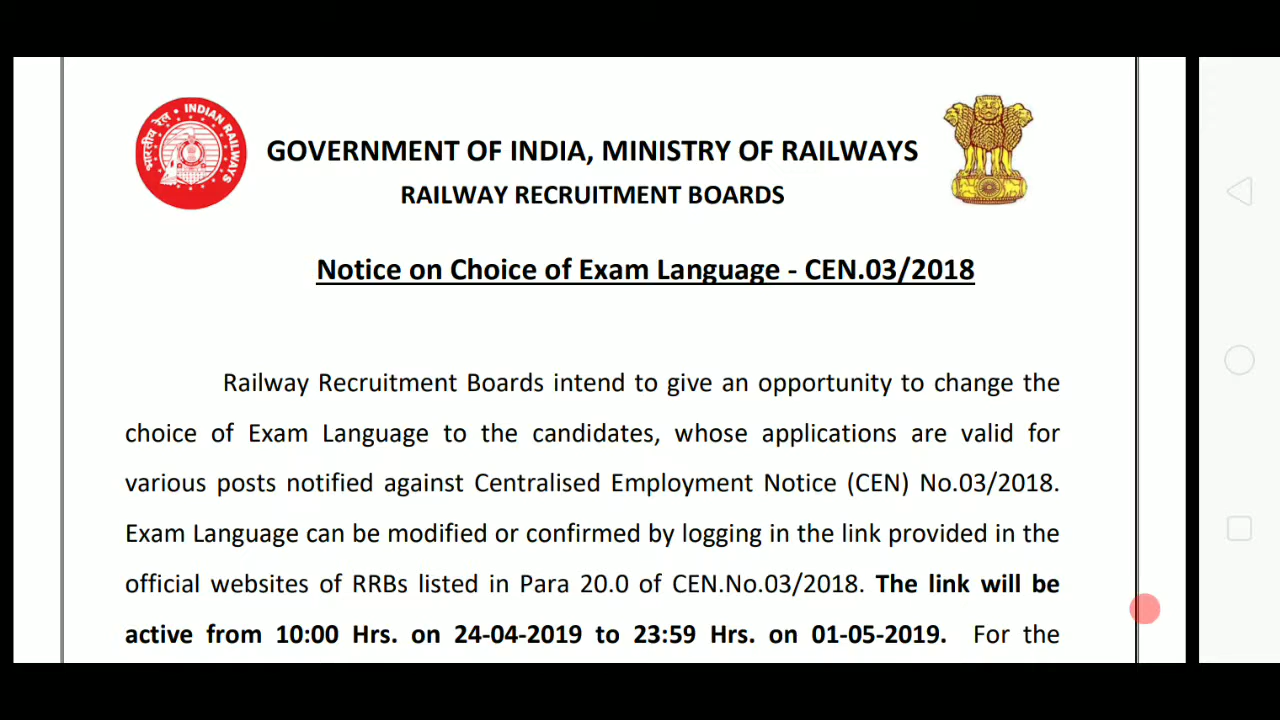 भारतीय रेल • INDIAN RAILWAYS
GOVERNMENT OF INDIA, MINISTRY OF RAILWAYS
RAILWAY RECRUITMENT BOARDS
Notice on Choice of Exam Language - CEN.03/2018
Railway Recruitment Boards intend to give an opportunity to change the
choice of Exam Language to the candidates, whose applications are valid for
various posts notified against Centralised Employment Notice (CEN) No.03/2018.
Exam Language can be modified or confirmed by logging in the link provided in the
official websites of RRBs listed in Para 20.0 of CEN.No.03/2018. The link will be
active from 10:00 Hrs. on 24-04-2019 to 23:59 Hrs. on 01-05-2019. For the